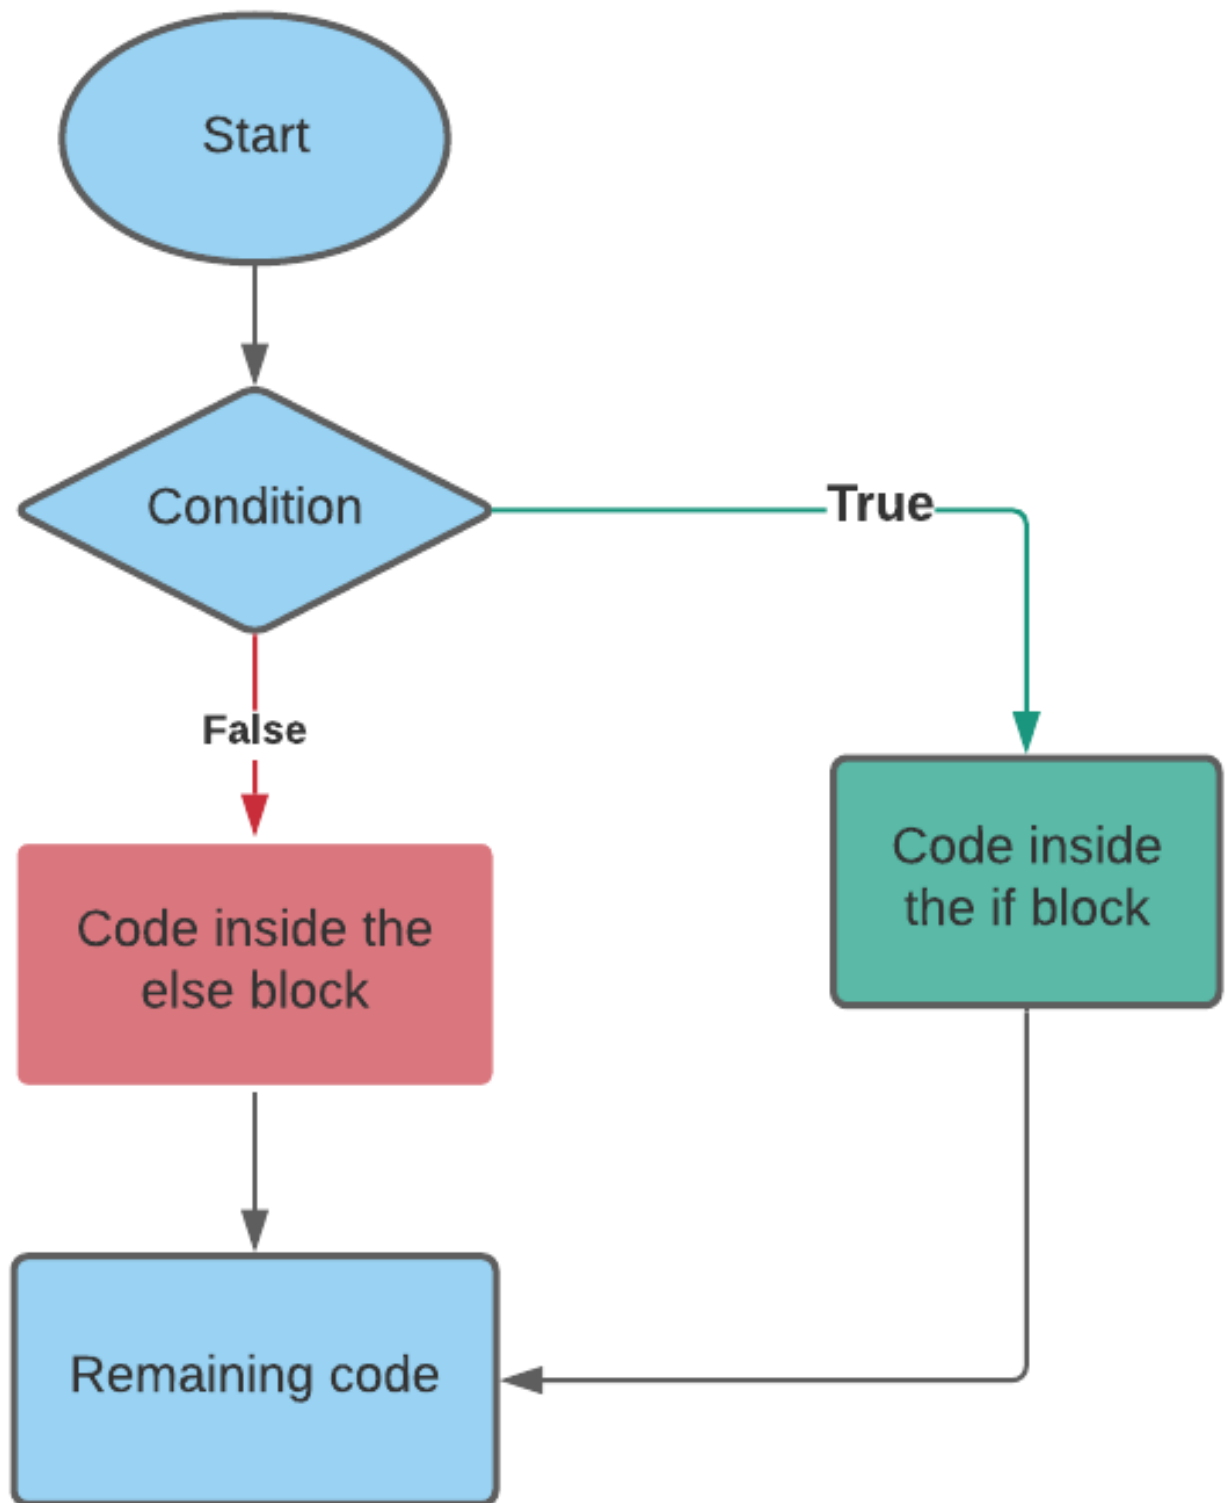 Start
Condition
True
False
Code inside
the if block
Code inside the
else block
Remaining code